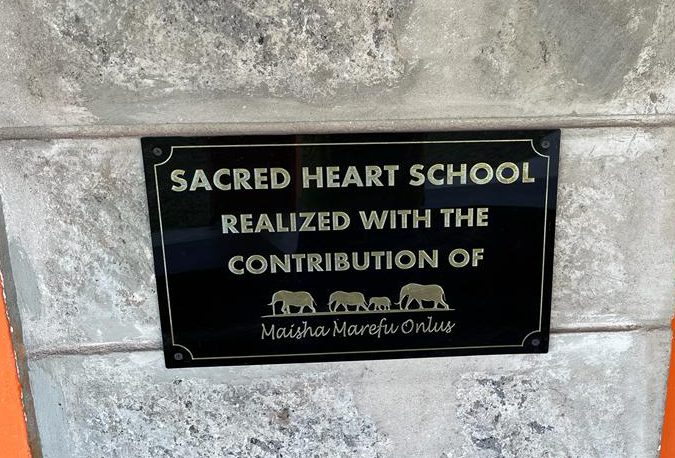 SACRED HEART SCHOOL
REALIZED WITH THE
CONTRIBUTION OF
Maisha Marefu Onlus